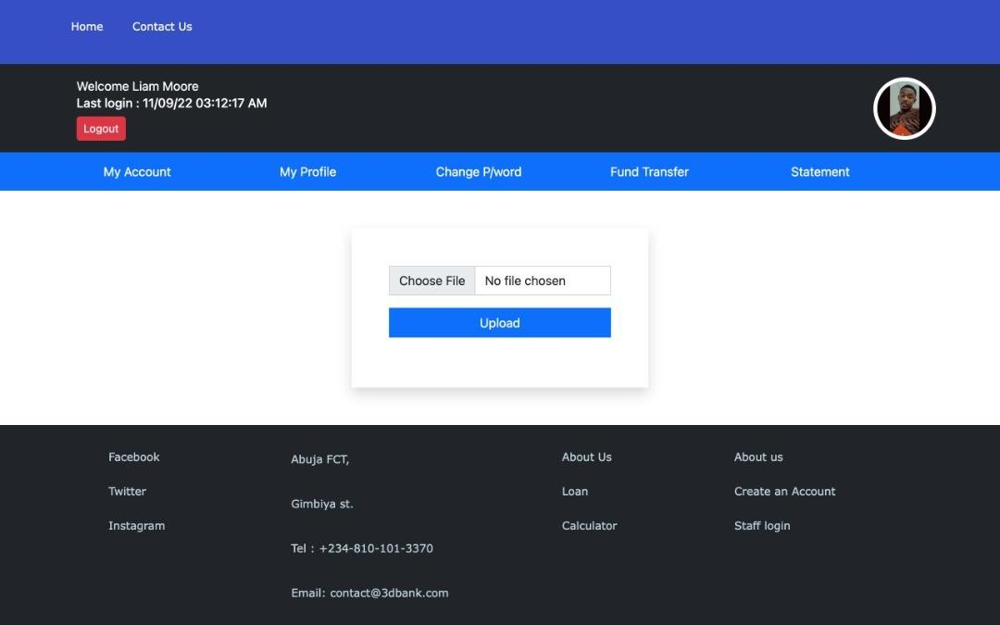 Home Contact Us
Welcome Liam Moore
Last login : 11/09/22 03:12:17 AM
Logout
My Account My Profile Change P/word Fund Transfer Statement
Choose File No file chosen
Upload
Facebook
Twitter
Instagram
Abuja FCT,
Gimbiya st.
Tel : +234-810-101-3370
Email: contact@3dbank.com
About Us
Loan
Calculator
About us
Create an Account
Staff login